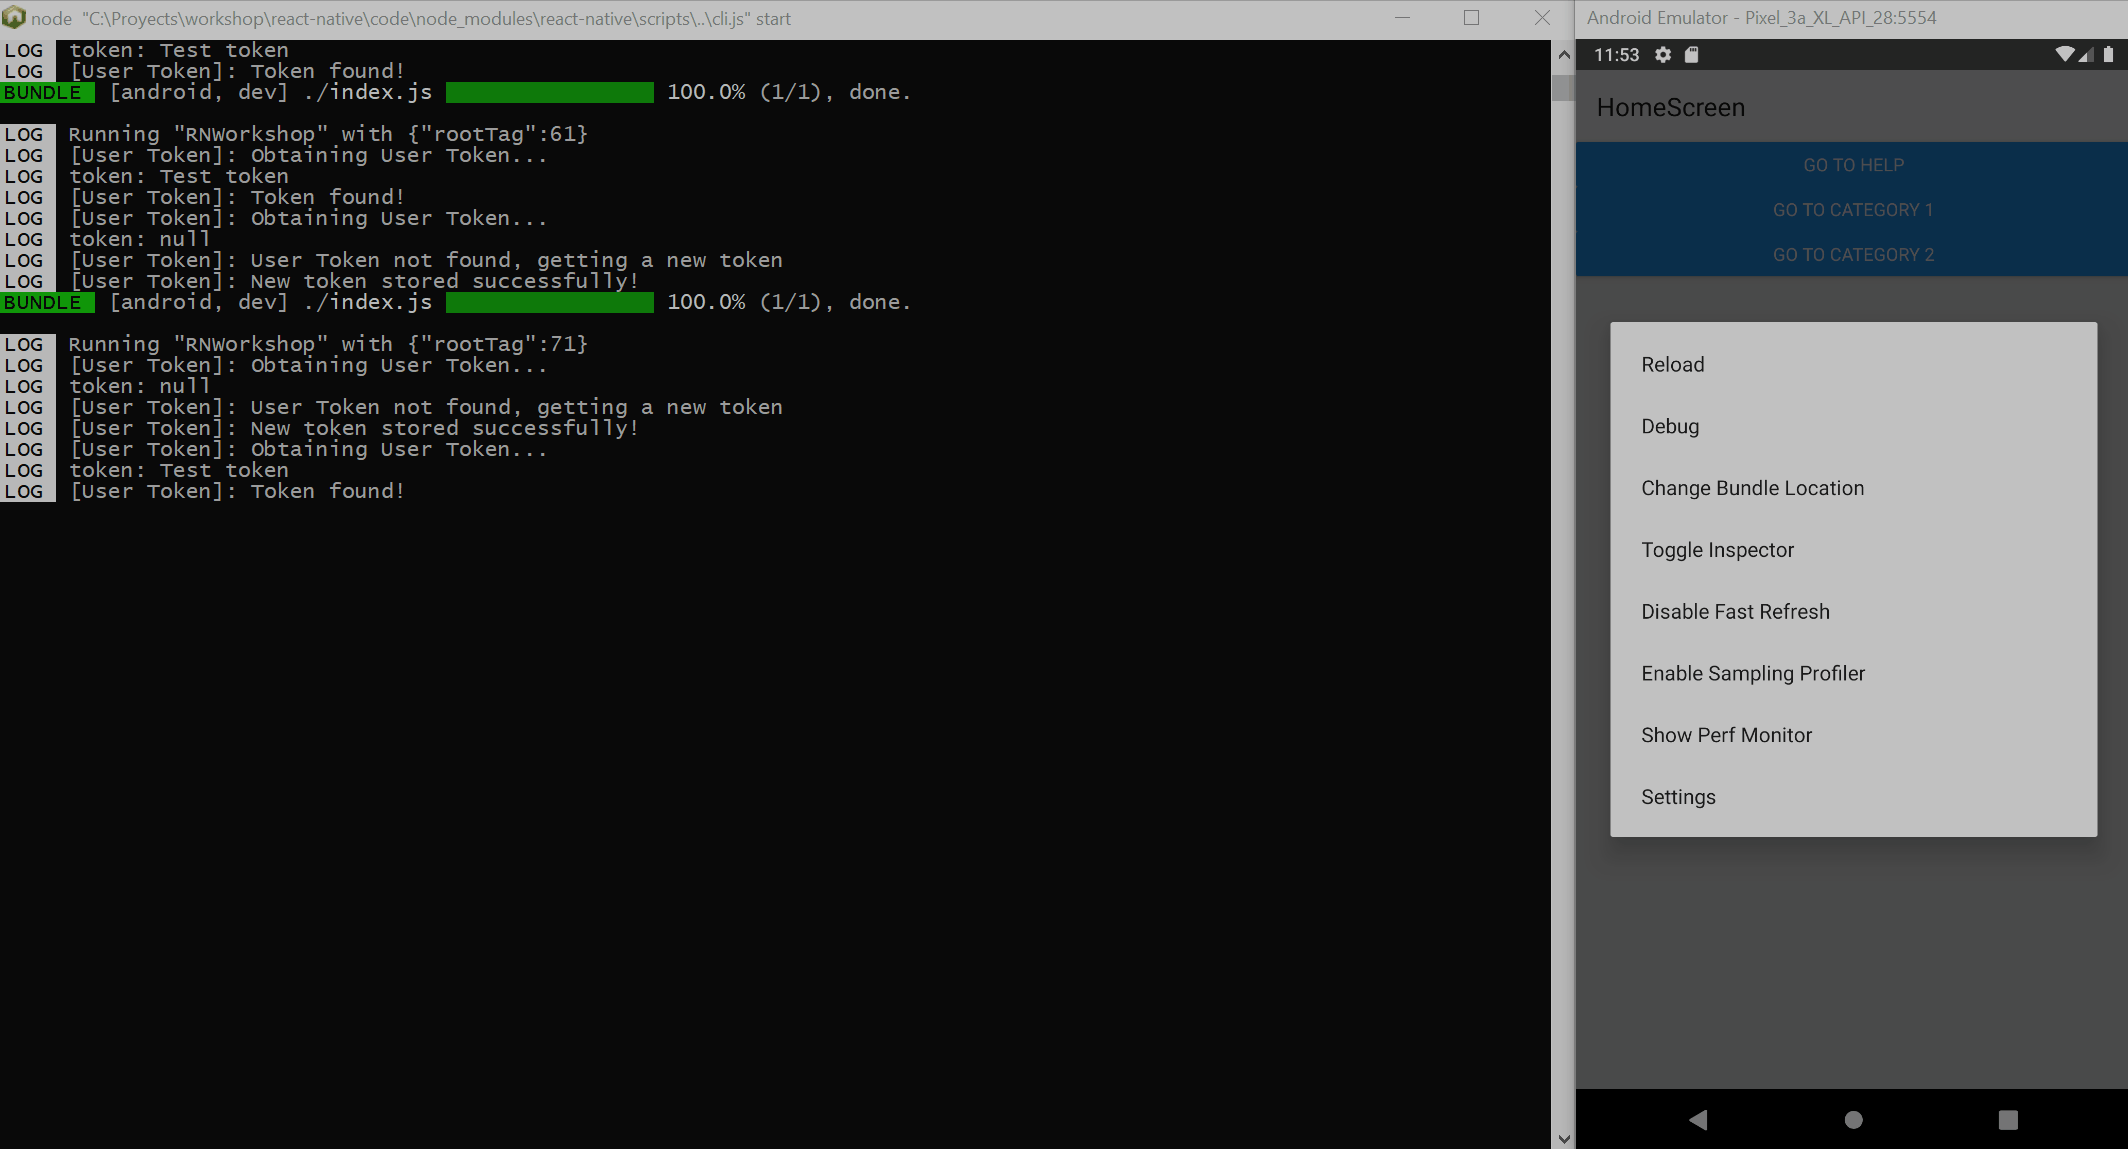 node "C:\Proyects\workshop\react-native\code\node_modules\react-native\scripts\..\cli.js" start
LOG token: Test token
LOG [User Token]: Token found!
BUNDLE [android, dev] ./index.js 100.0% (1/1), done.
LOG Running "RNWorkshop" with {"rootTag":61}
LOG [User Token]: Obtaining User Token...
LOG token: Test token
LOG [User Token]: Token found!
LOG [User Token]: Obtaining User Token...
LOG token: null
LOG [User Token]: User Token not found, getting a new token
LOG [User Token]: New token stored successfully!
BUNDLE [android, dev] ./index.js 100.0% (1/1), done.
LOG Running "RNWorkshop" with {"rootTag":71}
LOG [User Token]: Obtaining User Token...
LOG token: null
LOG [User Token]: User Token not found, getting a new token
LOG [User Token]: New token stored successfully!
LOG [User Token]: Obtaining User Token...
LOG token: Test token
LOG [User Token]: Token found!
Android Emulator - Pixel_3a_XL_API_28:5554
11:53
HomeScreen
GO TO HELP
GO TO CATEGORY 1
GO TO CATEGORY 2
Reload
Debug
Change Bundle Location
Toggle Inspector
Disable Fast Refresh
Enable Sampling Profiler
Show Perf Monitor
Settings